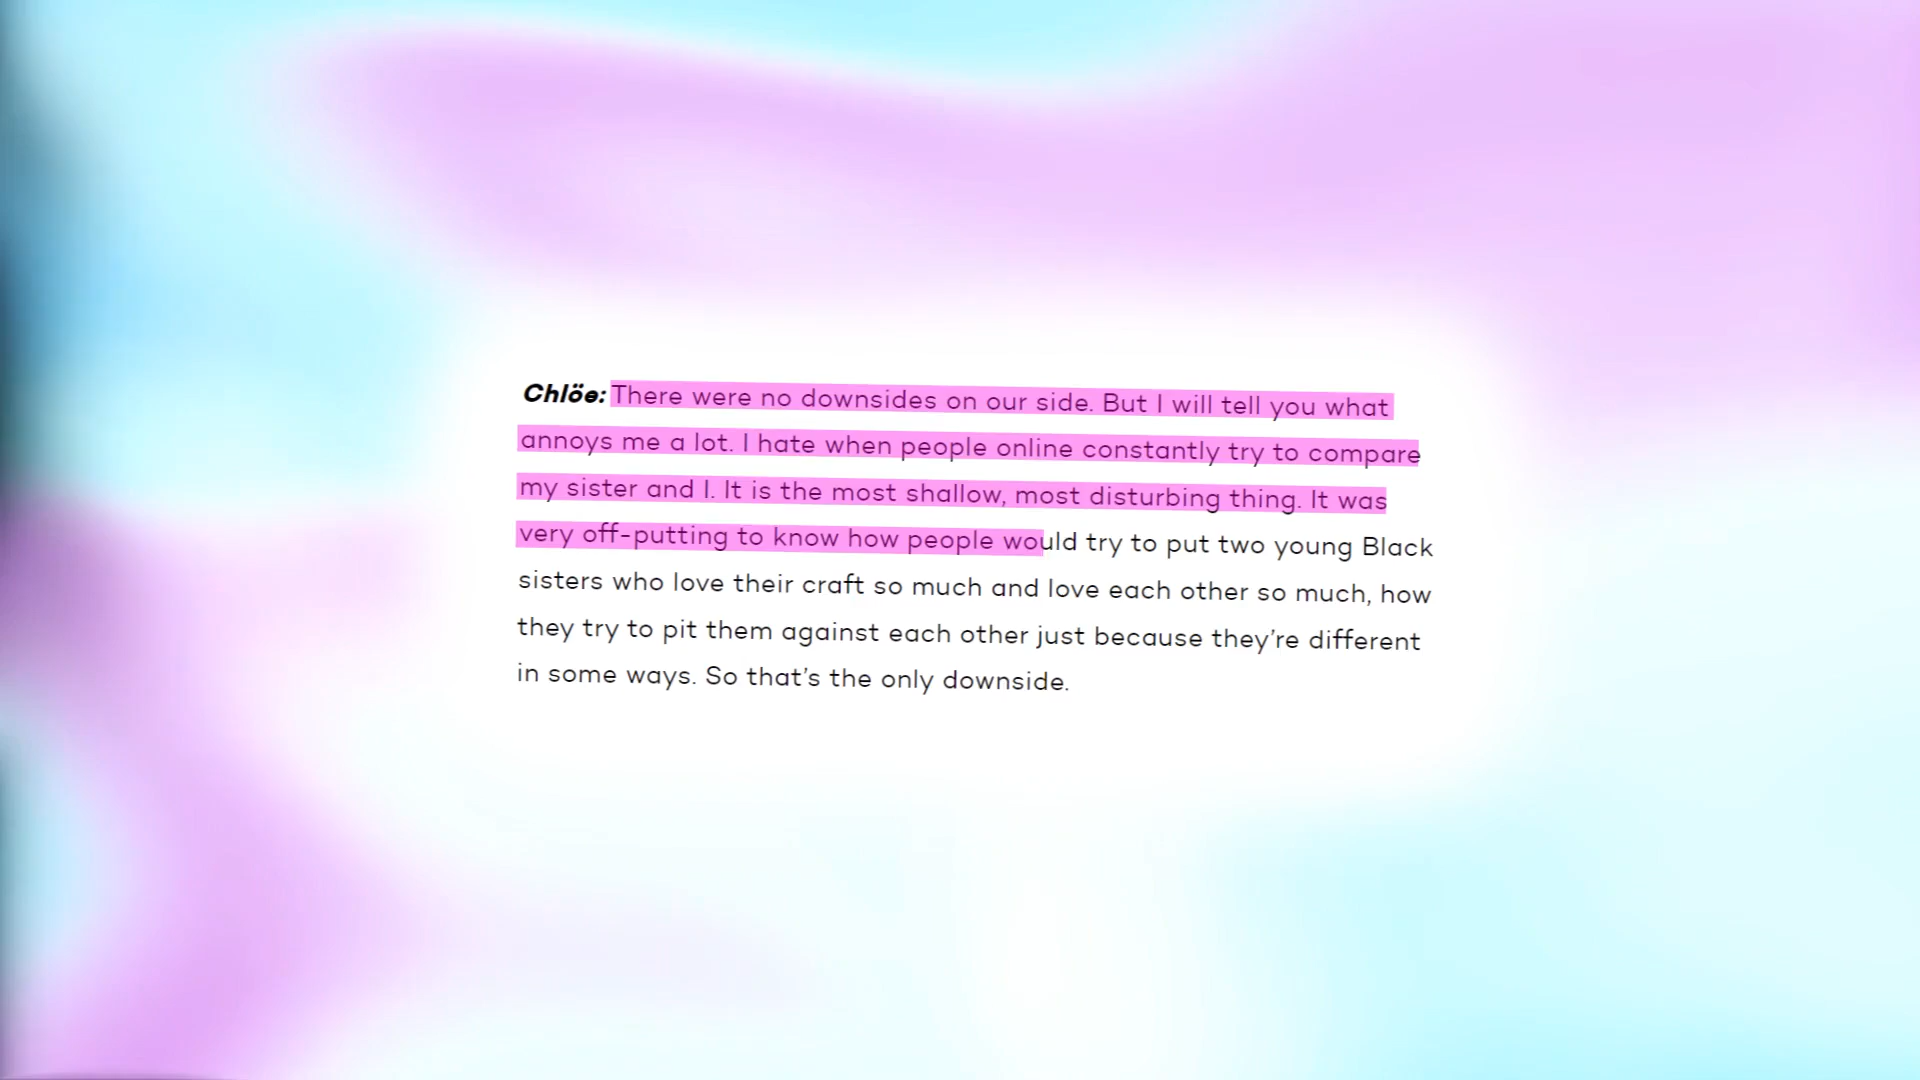 Chlöe: There were no downsides on our side. But I will tell you what
annoys me a lot. I hate when people online constantly try to compare
my sister and I. It is the most shallow, most disturbing thing. It was
very off-putting to know how people would try to put two young Black
sisters who love their craft so much and love each other so much, how
they try to pit them against each other just because they’re different
in some ways. So that’s the only downside.